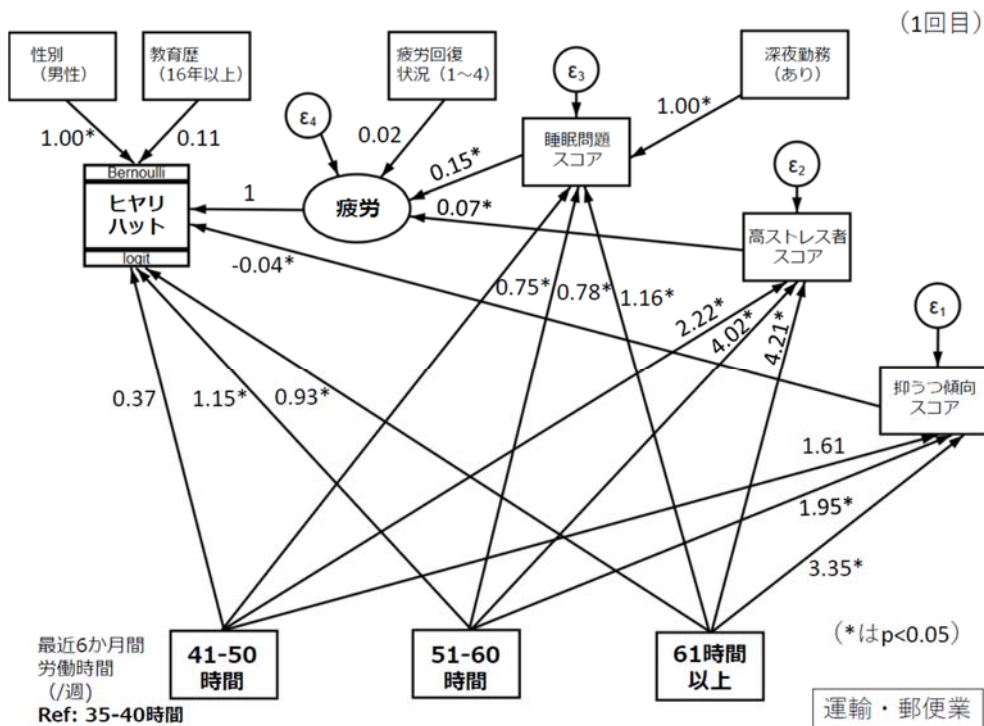 （1回目）
性別
（男性）
教育歴
（16年以上）
疲労回復
状況（1～4）
ε3
深夜勤務
（あり）
ε4
1.00*
0.11
0.02
睡眠問題
スコア
1.00*
0.15*
ε2
Bernoulli
ヒヤリ
ハット
logit
1
疲労
0.07*
高ストレス者
スコア
-0.04*
0.75*
0.78*
1.16*
2.22*
4.02*
4.21*
ε1
抑うつ傾向
スコア
0.37
1.15*
0.93*
1.61
1.95*
3.35*
最近6か月間
労働時間
（/週)
Ref: 35-40時間
41-50
時間
51-60
時間
61時間
以上
（*はp<0.05）
運輸・郵便業